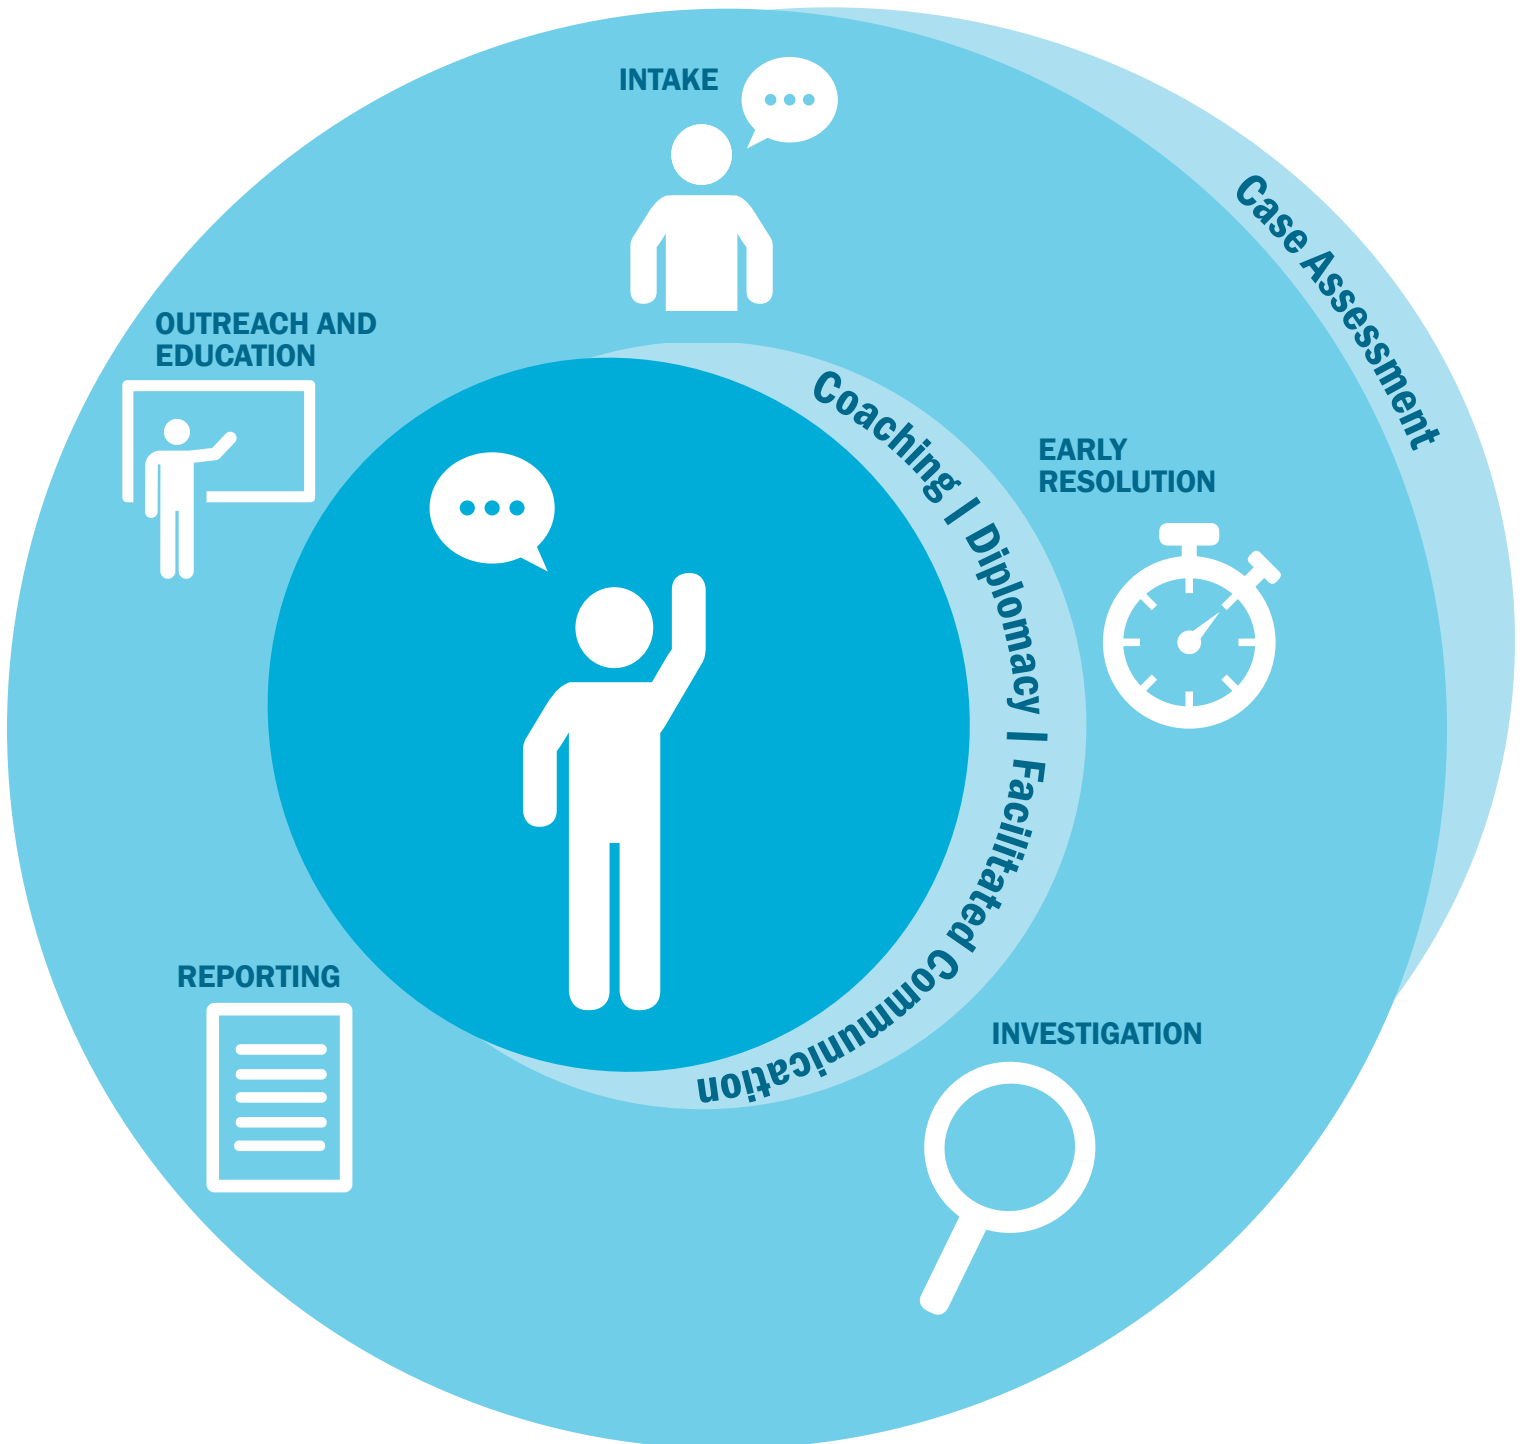 INTAKE
Case Assessment
OUTREACH AND
EDUCATION
Coaching | Diplomacy | Facilitated Communication
EARLY
RESOLUTION
REPORTING
INVESTIGATION